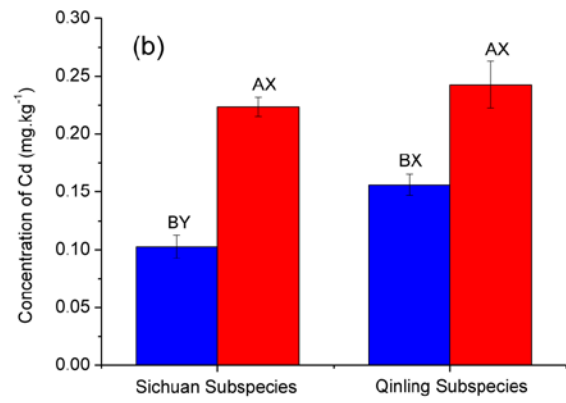 (b)
Concentration of Cd (mg.kg⁻¹)
0.30
0.25
0.20
0.15
0.10
0.05
0.00
BY
AX
BX
AX
Sichuan Subspecies
Qinling Subspecies